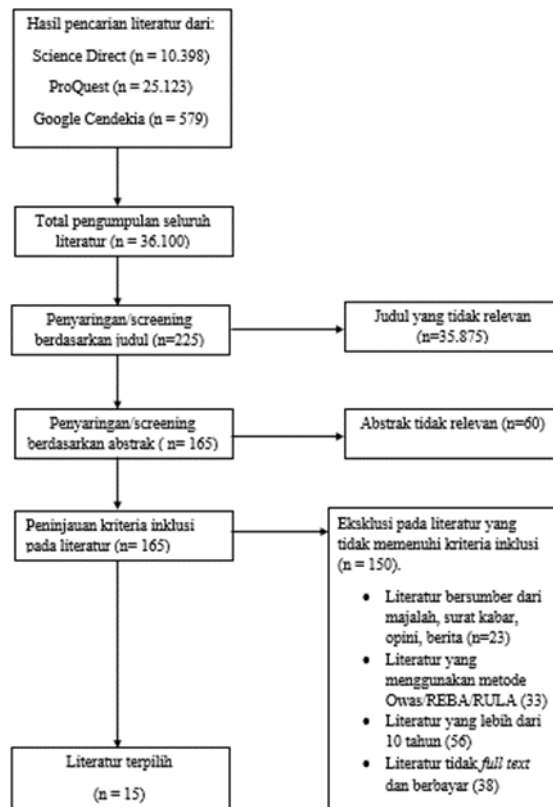 Hasil pencarian literatur dari:
Science Direct (n = 10.398)
ProQuest (n = 25.123)
Google Cendekia (n = 579)
Total pengumpulan seluruh
literatur (n = 36.100)
Penyaringan/screening
berdasarkan judul (n=225)
Judul yang tidak relevan
(n=35.875)
Penyaringan/screening
berdasarkan abstrak ( n= 165)
Abstrak tidak relevan (n=60)
Peninjauan kriteria inklusi
pada literatur (n= 165)
Eksklusi pada literatur yang
tidak memenuhi kriteria inklusi
(n = 150).
• Literatur bersumber dari
majalah, surat kabar,
opini, berita (n=23)
• Literatur yang
menggunakan metode
Owas/REBA/RULA (33)
• Literatur yang lebih dari
10 tahun (56)
• Literatur tidak full text
dan berbayar (38)
Literatur terpilih
(n = 15)